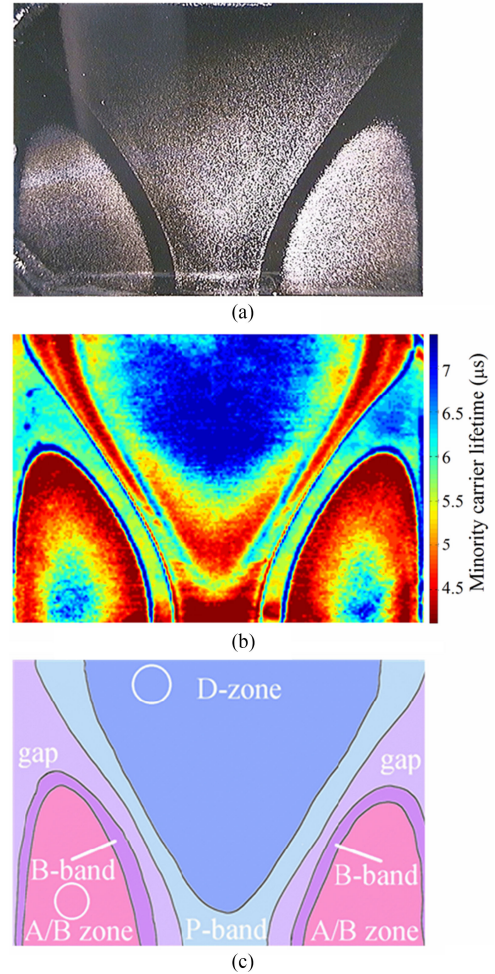 (a)
7
6.5
6
5.5
5
4.5
Minority carrier lifetime (μs)
(b)
D-zone
gap
gap
B-band
B-band
A/B zone
P-band
A/B zone
(c)